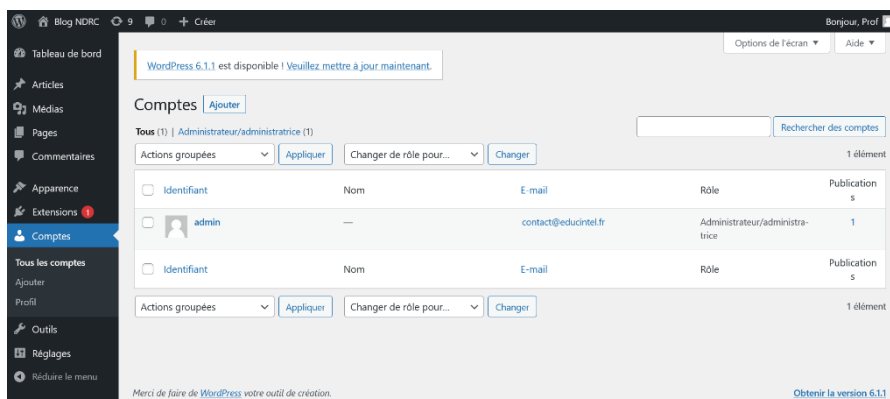 Blog NDRC 9 0 + Créer Bonjour, Prof
Tableau de bord
Articles
Médias
Pages
Commentaires
Apparence
Extensions 1
Comptes
Tous les comptes
Ajouter
Profil
Outils
Réglages
Réduire le menu
Options de l'écran ▼ Aide ▼
WordPress 6.1.1 est disponible ! Veuillez mettre à jour maintenant.
Comptes Ajouter
Tous (1) | Administrateur/administratrice (1)
Rechercher des comptes
Actions groupées Appliquer Changer de rôle pour... Changer 1 élément
Identifiant Nom E-mail Rôle Publication
s
admin — contact@educintel.fr Administrateur/administra-
trice 1
Identifiant Nom E-mail Rôle Publication
s
Actions groupées Appliquer Changer de rôle pour... Changer 1 élément
Merci de faire de WordPress votre outil de création. Obtenir la version 6.1.1